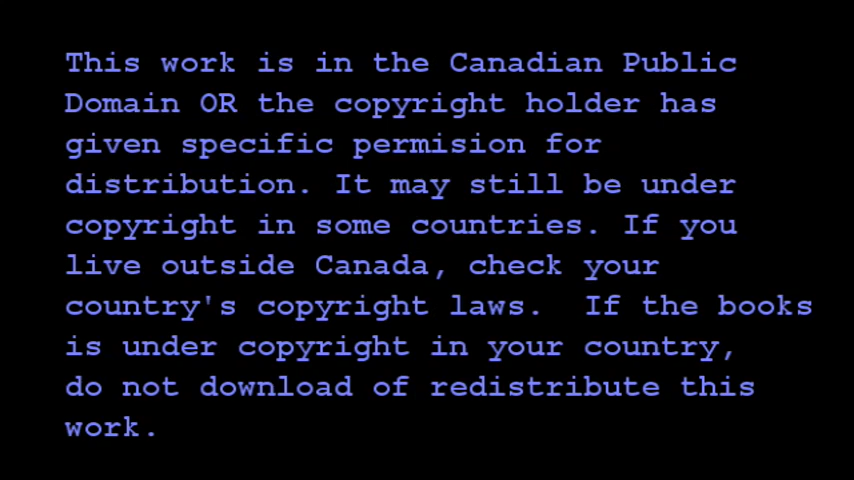 This work is in the Canadian Public
Domain OR the copyright holder has
given specific permision for
distribution. It may still be under
copyright in some countries. If you
live outside Canada, check your
country's copyright laws.  If the books
is under copyright in your country,
do not download of redistribute this
work.